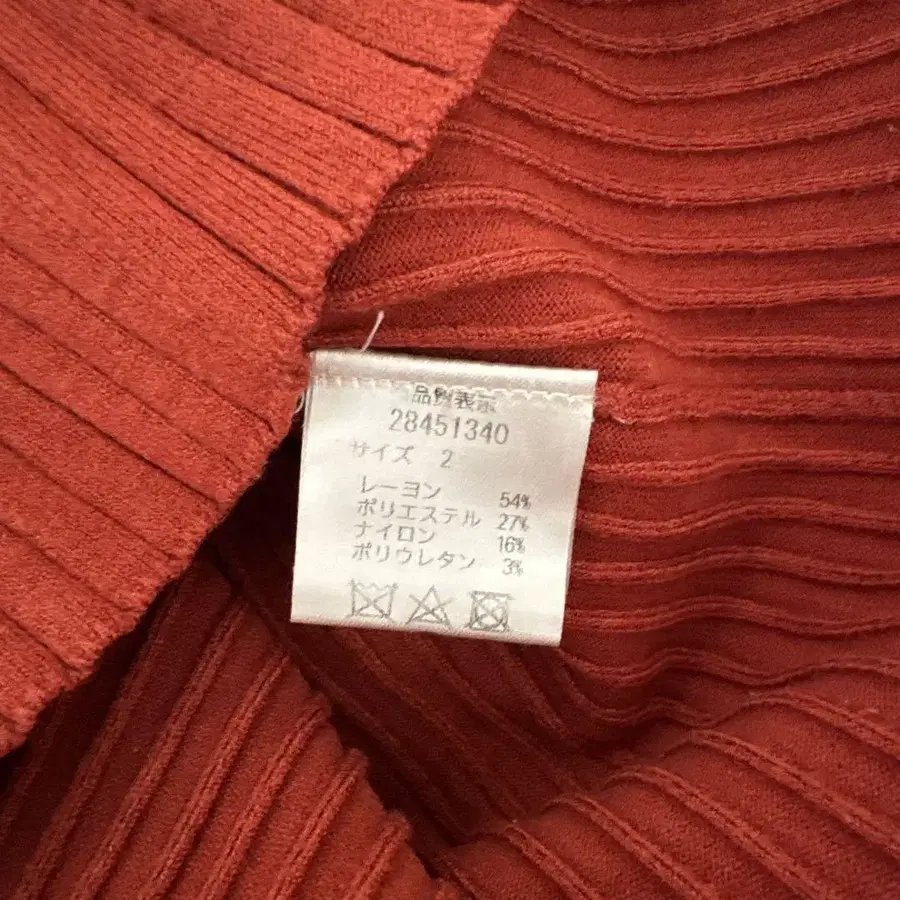 品質表示
28451340
サイズ 2
レーヨン 54%
ポリエステル 27%
ナイロン 16%
ポリウレタン 3%